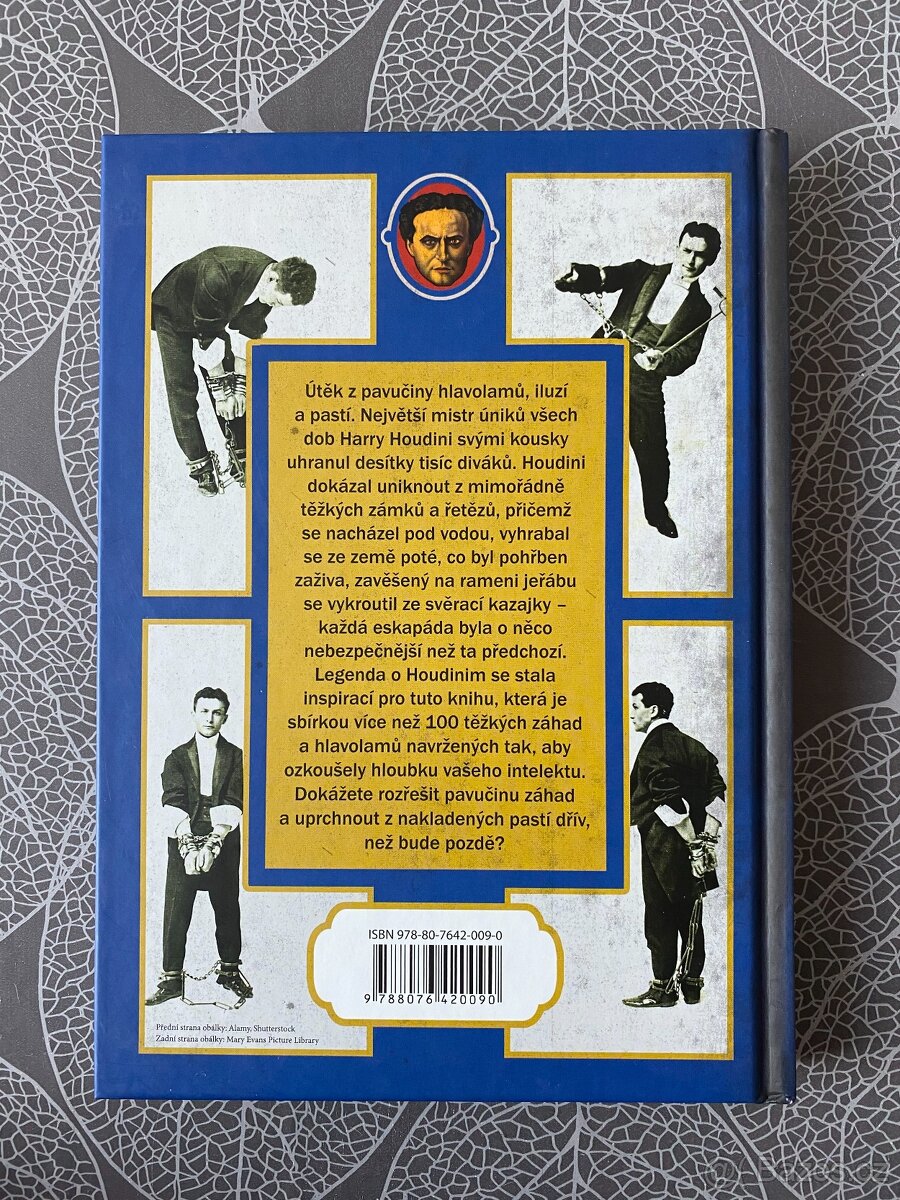 Útěk z pavučiny hlavolamů, iluzí
a pastí. Největší mistr úniků všech
dob Harry Houdini svými kousky
uhranul desítky tisíc diváků. Houdini
dokázal uniknout z mimořádně
těžkých zámků a řetězů, přičemž
se nacházel pod vodou, vyhrabal
se ze země poté, co byl pohřben
zaživa, zavěšený na rameni jeřábu
se vykroutil ze svěrací kazajky –
každá eskapáda byla o něco
nebezpečnější než ta předchozí.
Legenda o Houdinim se stala
inspirací pro tuto knihu, která je
sbírkou více než 100 těžkých záhad
a hlavolamů navržených tak, aby
ozkoušely hloubku vašeho intelektu.
Dokážete rozřešit pavučinu záhad
a uprchnout z nakladených pastí dřív,
než bude pozdě?
ISBN 978-80-7642-009-0
9 788076 420090
Přední strana obálky: Alamy, Shutterstock
Zadní strana obálky: Mary Evans Picture Library
Bazos.cz